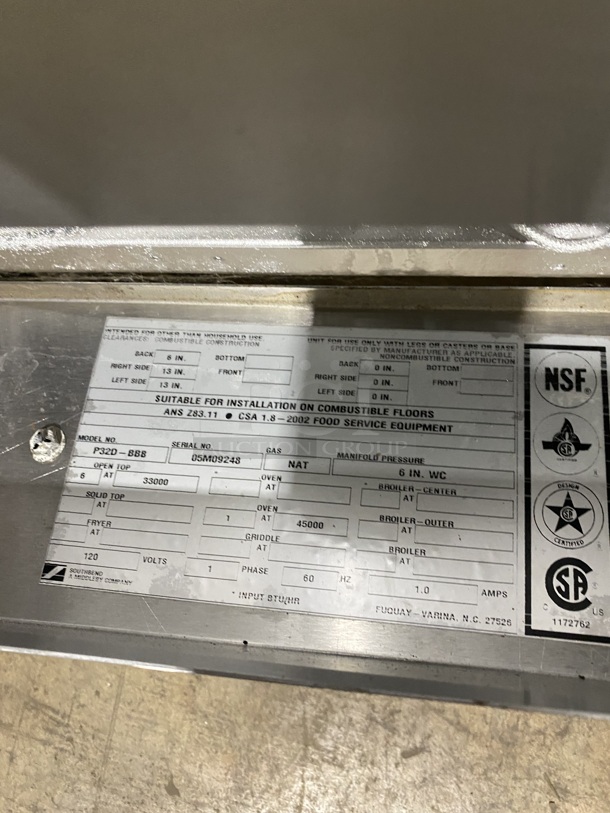 INTENDED FOR OTHER THAN HOUSEHOLD USE
CLEARANCES: COMBUSTIBLE CONSTRUCTION
BACK 6 IN. BOTTOM
RIGHT SIDE 13 IN. FRONT
LEFT SIDE 13 IN.
UNIT FOR USE ONLY WITH LEGS OR CASTERS OR BASE
SPECIFIED BY MANUFACTURER AS APPLICABLE.
NONCOMBUSTIBLE CONSTRUCTION
BACK 0 IN. BOTTOM
RIGHT SIDE 0 IN. FRONT
LEFT SIDE 0 IN.
SUITABLE FOR INSTALLATION ON COMBUSTIBLE FLOORS
ANS Z83.11 ● CSA 1.8-2002 FOOD SERVICE EQUIPMENT
MODEL NO. SERIAL NO. GAS MANIFOLD PRESSURE
P32D-BBB 05M09248 NAT 6 IN. WC
OPEN TOP OVEN BROILER-CENTER
6 AT 33000 AT AT
SOLID TOP OVEN BROILER-OUTER
AT 1 AT 45000 AT
FRYER GRIDDLE BROILER
AT AT AT
120 VOLTS 1 PHASE 60 HZ 1.0 AMPS
SOUTHBEND
A MIDDLEBY COMPANY
INPUT BTU/HR
FUQUAY-VARINA, N.C. 27526
NSF
DESIGN
SA
CERTIFIED
C SA US
1172762
AUCTION GROUP